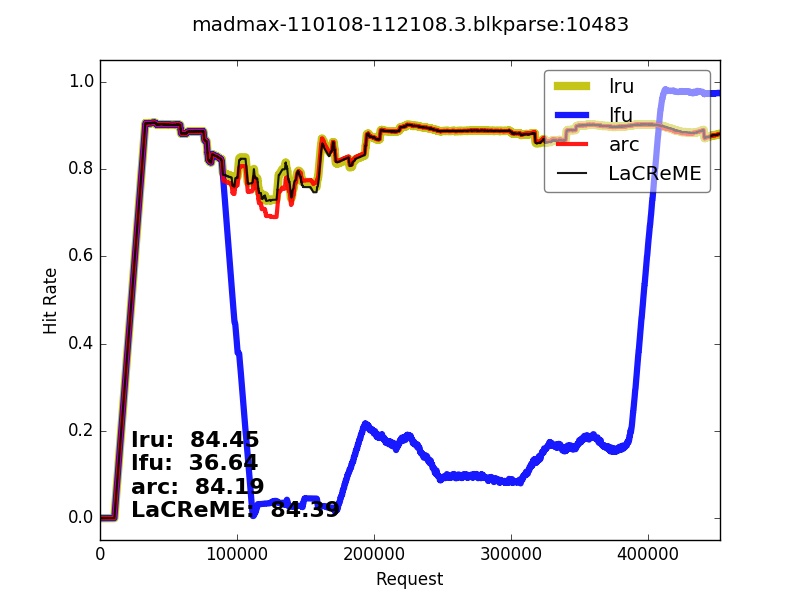 madmax-110108-112108.3.blkparse:10483
1.0
0.8
0.6
0.4
0.2
0.0
Hit Rate
lru
lfu
arc
LaCReME
lru: 84.45
lfu: 36.64
arc: 84.19
LaCReME: 84.39
0 100000 200000 300000 400000
Request